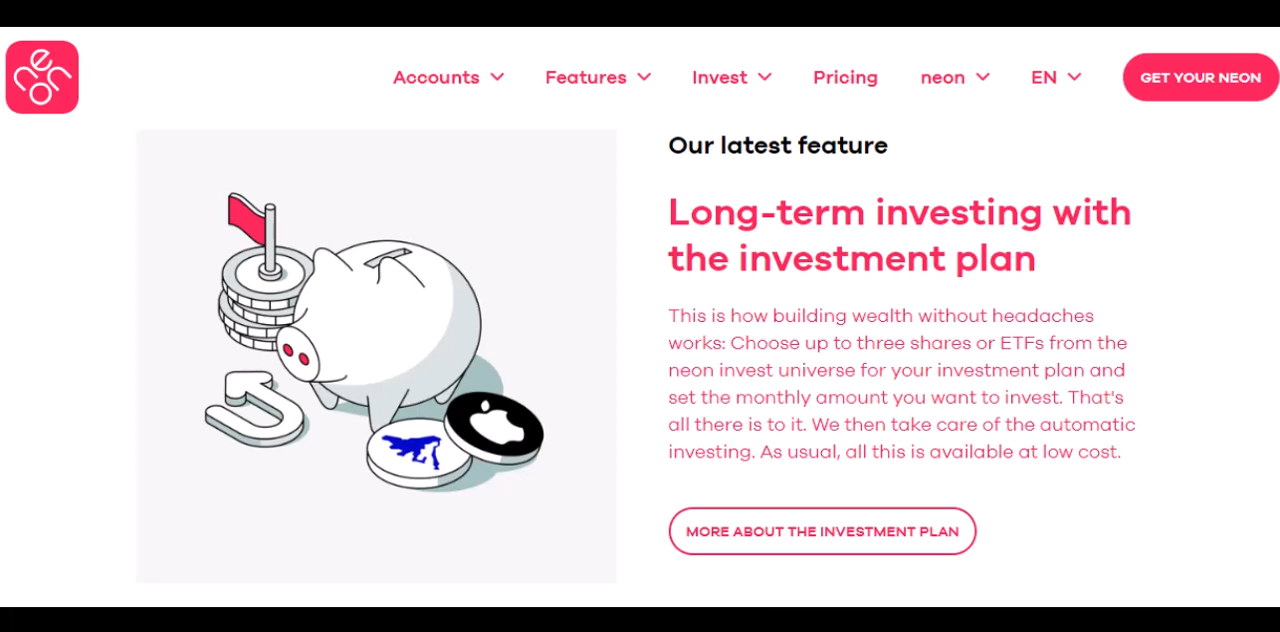 neon
Accounts
Features
Invest
Pricing
neon
EN
GET YOUR NEON
Our latest feature
Long-term investing with
the investment plan
This is how building wealth without headaches
works: Choose up to three shares or ETFs from the
neon invest universe for your investment plan and
set the monthly amount you want to invest. That's
all there is to it. We then take care of the automatic
investing. As usual, all this is available at low cost.
MORE ABOUT THE INVESTMENT PLAN